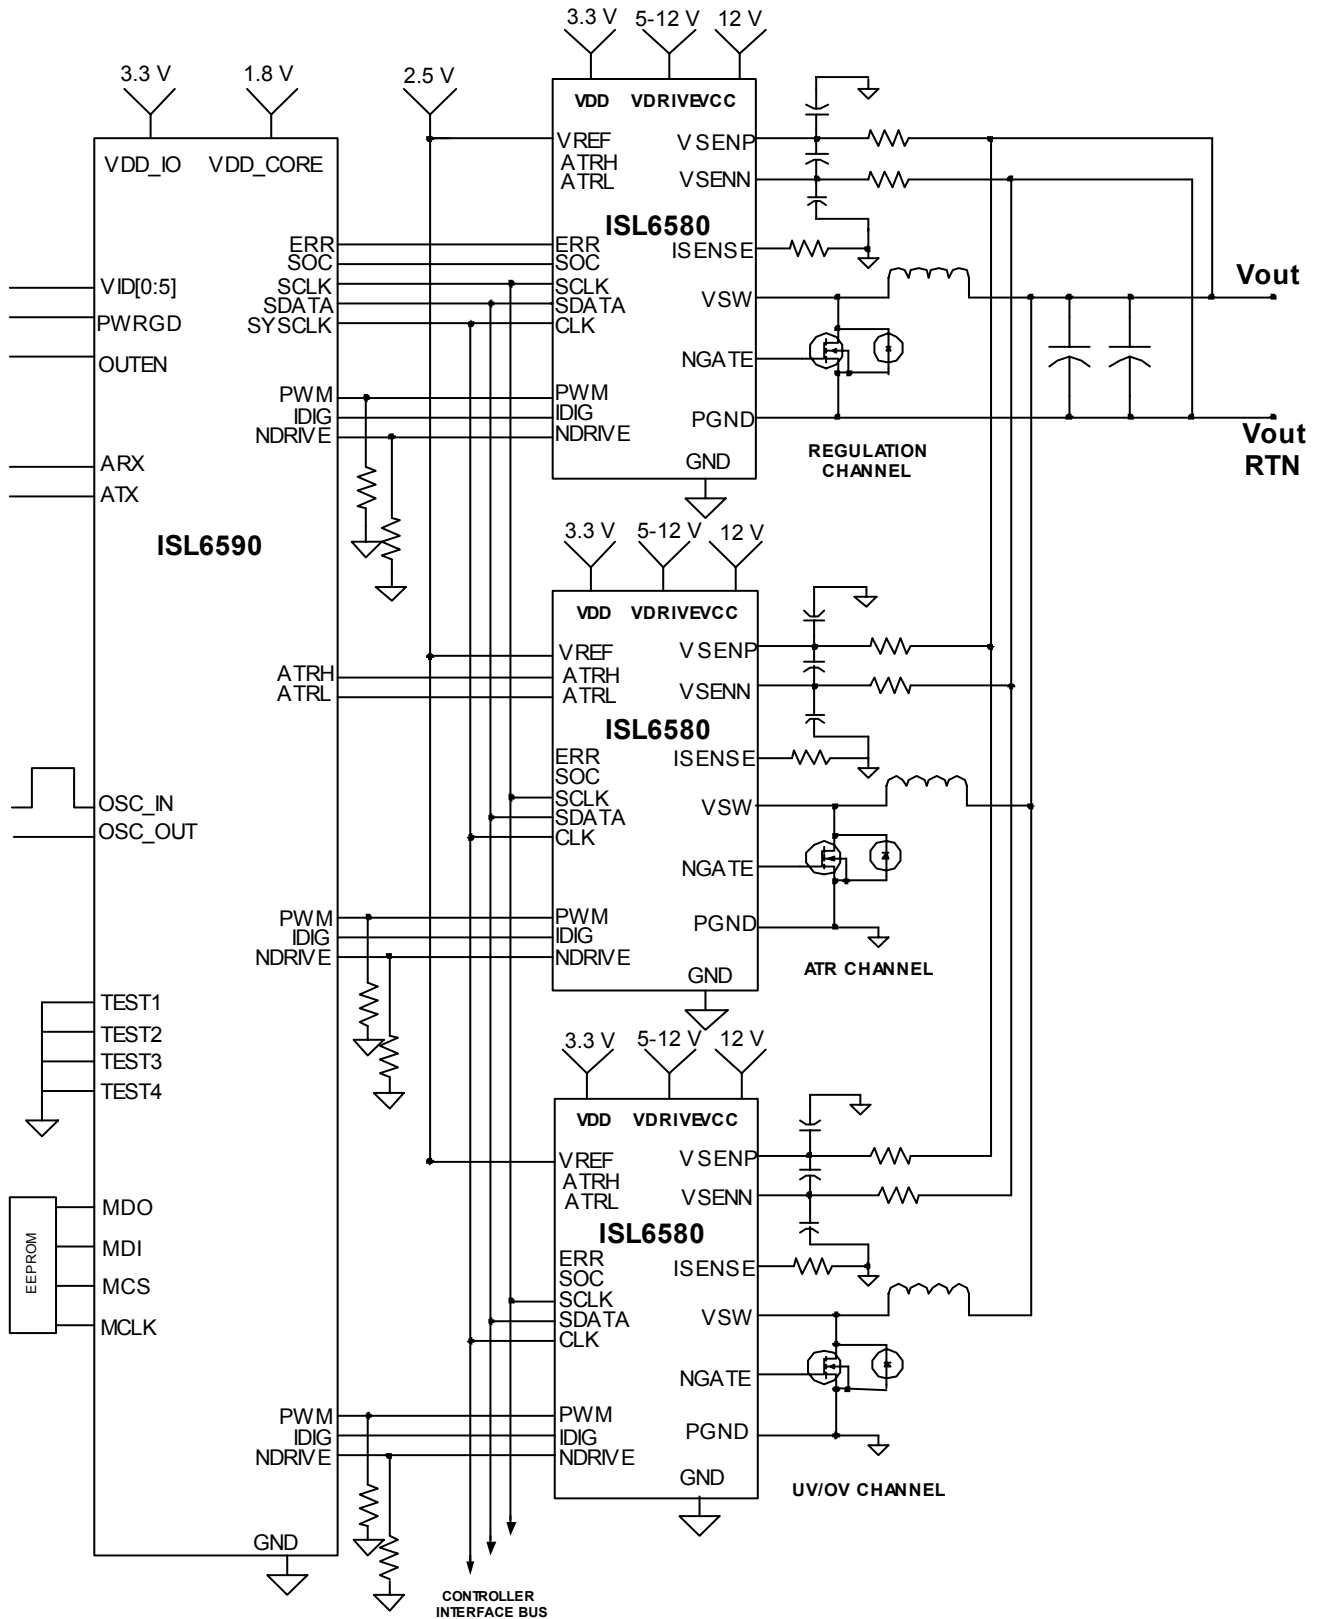 3.3 V
1.8 V
2.5 V
3.3 V
5-12 V
12 V
VDD_IO
VDD_CORE
ERR
SOC
SCLK
SDATA
SYSCLK
VID[0:5]
PWRGD
OUTEN
PWM
IDIG
NDRIVE
ARX
ATX
ISL6590
ATRH
ATRL
OSC_IN
OSC_OUT
PWM
IDIG
NDRIVE
TEST1
TEST2
TEST3
TEST4
EEPROM
MDO
MDI
MCS
MCLK
PWM
IDIG
NDRIVE
GND
VDD
VDRIVE
VCC
VREF
ATRH
ATRL
ISL6580
ERR
SOC
SCLK
SDATA
CLK
PWM
IDIG
NDRIVE
VSENP
VSENN
ISENSE
VSW
NGATE
PGND
GND
REGULATION
CHANNEL
Vout
Vout
RTN
3.3 V
5-12 V
12 V
VDD
VDRIVE
VCC
VREF
ATRH
ATRL
ISL6580
ERR
SOC
SCLK
SDATA
CLK
PWM
IDIG
NDRIVE
VSENP
VSENN
ISENSE
VSW
NGATE
PGND
GND
ATR CHANNEL
3.3 V
5-12 V
12 V
VDD
VDRIVE
VCC
VREF
ATRH
ATRL
ISL6580
ERR
SOC
SCLK
SDATA
CLK
PWM
IDIG
NDRIVE
VSENP
VSENN
ISENSE
VSW
NGATE
PGND
GND
UV/OV CHANNEL
CONTROLLER
INTERFACE BUS